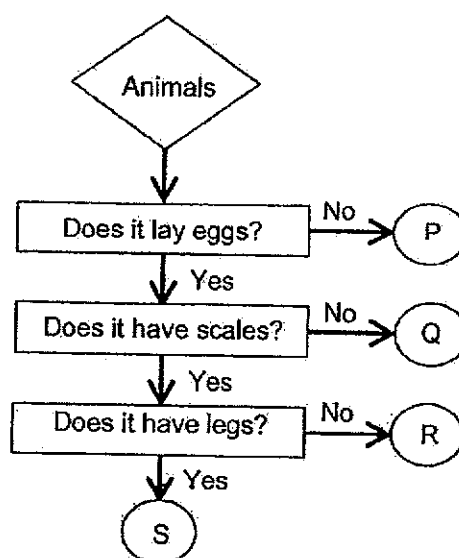 Animals
Does it lay eggs?
No
P
Yes
Does it have scales?
No
Q
Yes
Does it have legs?
No
R
Yes
S